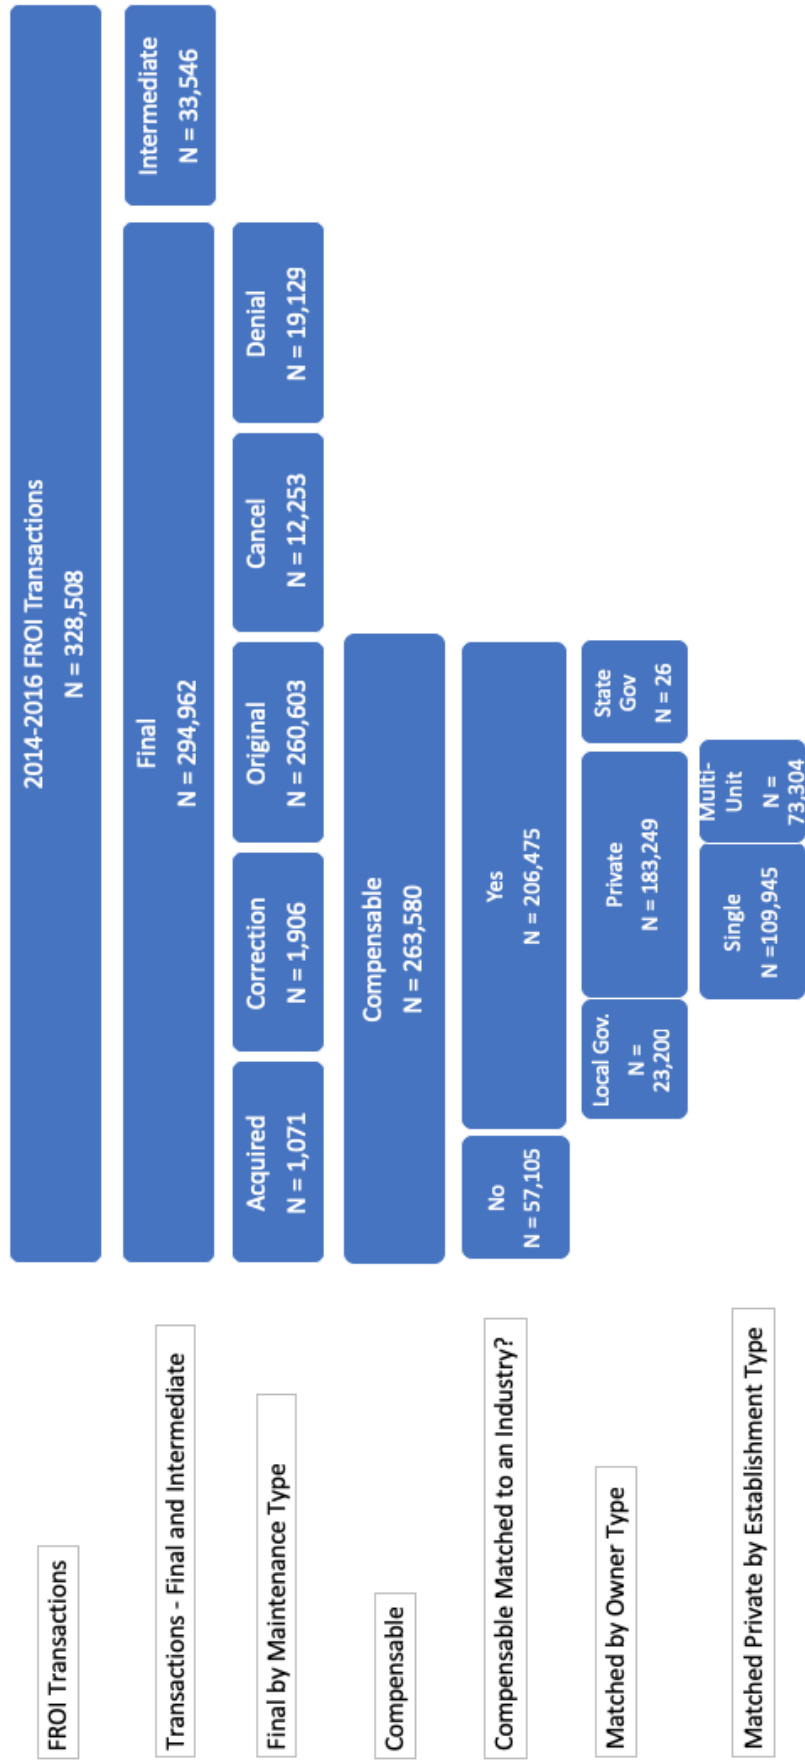 FROI Transactions
2014-2016 FROI Transactions
N = 328,508
Transactions - Final and Intermediate
Final
N = 294,962
Intermediate
N = 33,546
Final by Maintenance Type
Acquired
N = 1,071
Correction
N = 1,906
Original
N = 260,603
Cancel
N = 12,253
Denial
N = 19,129
Compensable
Compensable
N = 263,580
Compensable Matched to an Industry?
No
N = 57,105
Yes
N = 206,475
Matched by Owner Type
Local Gov.
N =
23,200
Private
N = 183,249
State
Gov
N = 26
Matched Private by Establishment Type
Single
N =109,945
Multi-
Unit
N =
73,304